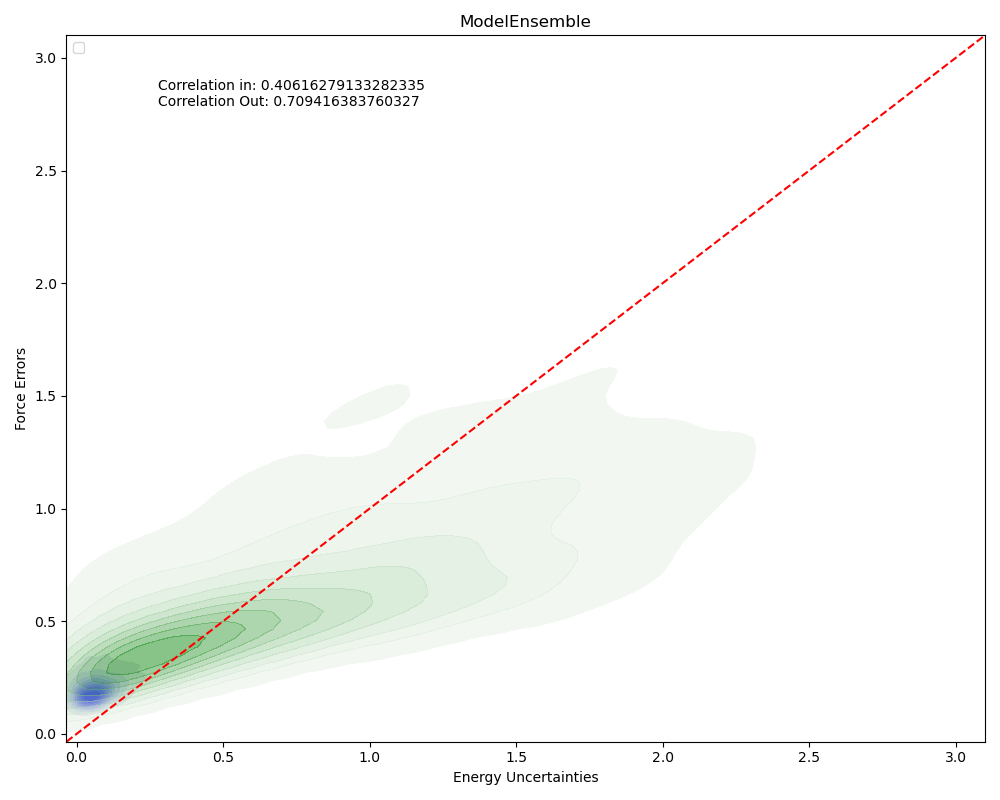 ModelEnsemble
Correlation in: 0.40616279133282335
Correlation Out: 0.709416383760327
3.0
2.5
2.0
1.5
1.0
0.5
0.0
Force Errors
0.0 0.5 1.0 1.5 2.0 2.5 3.0
Energy Uncertainties